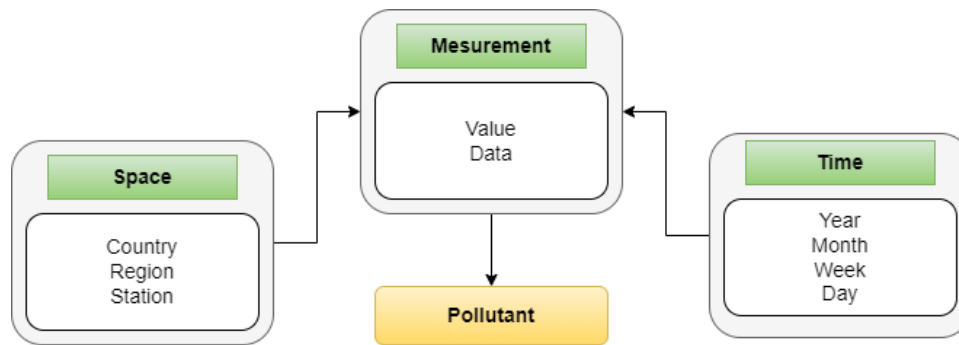 Mesurement
Value
Data
Space
Country
Region
Station
Time
Year
Month
Week
Day
Pollutant